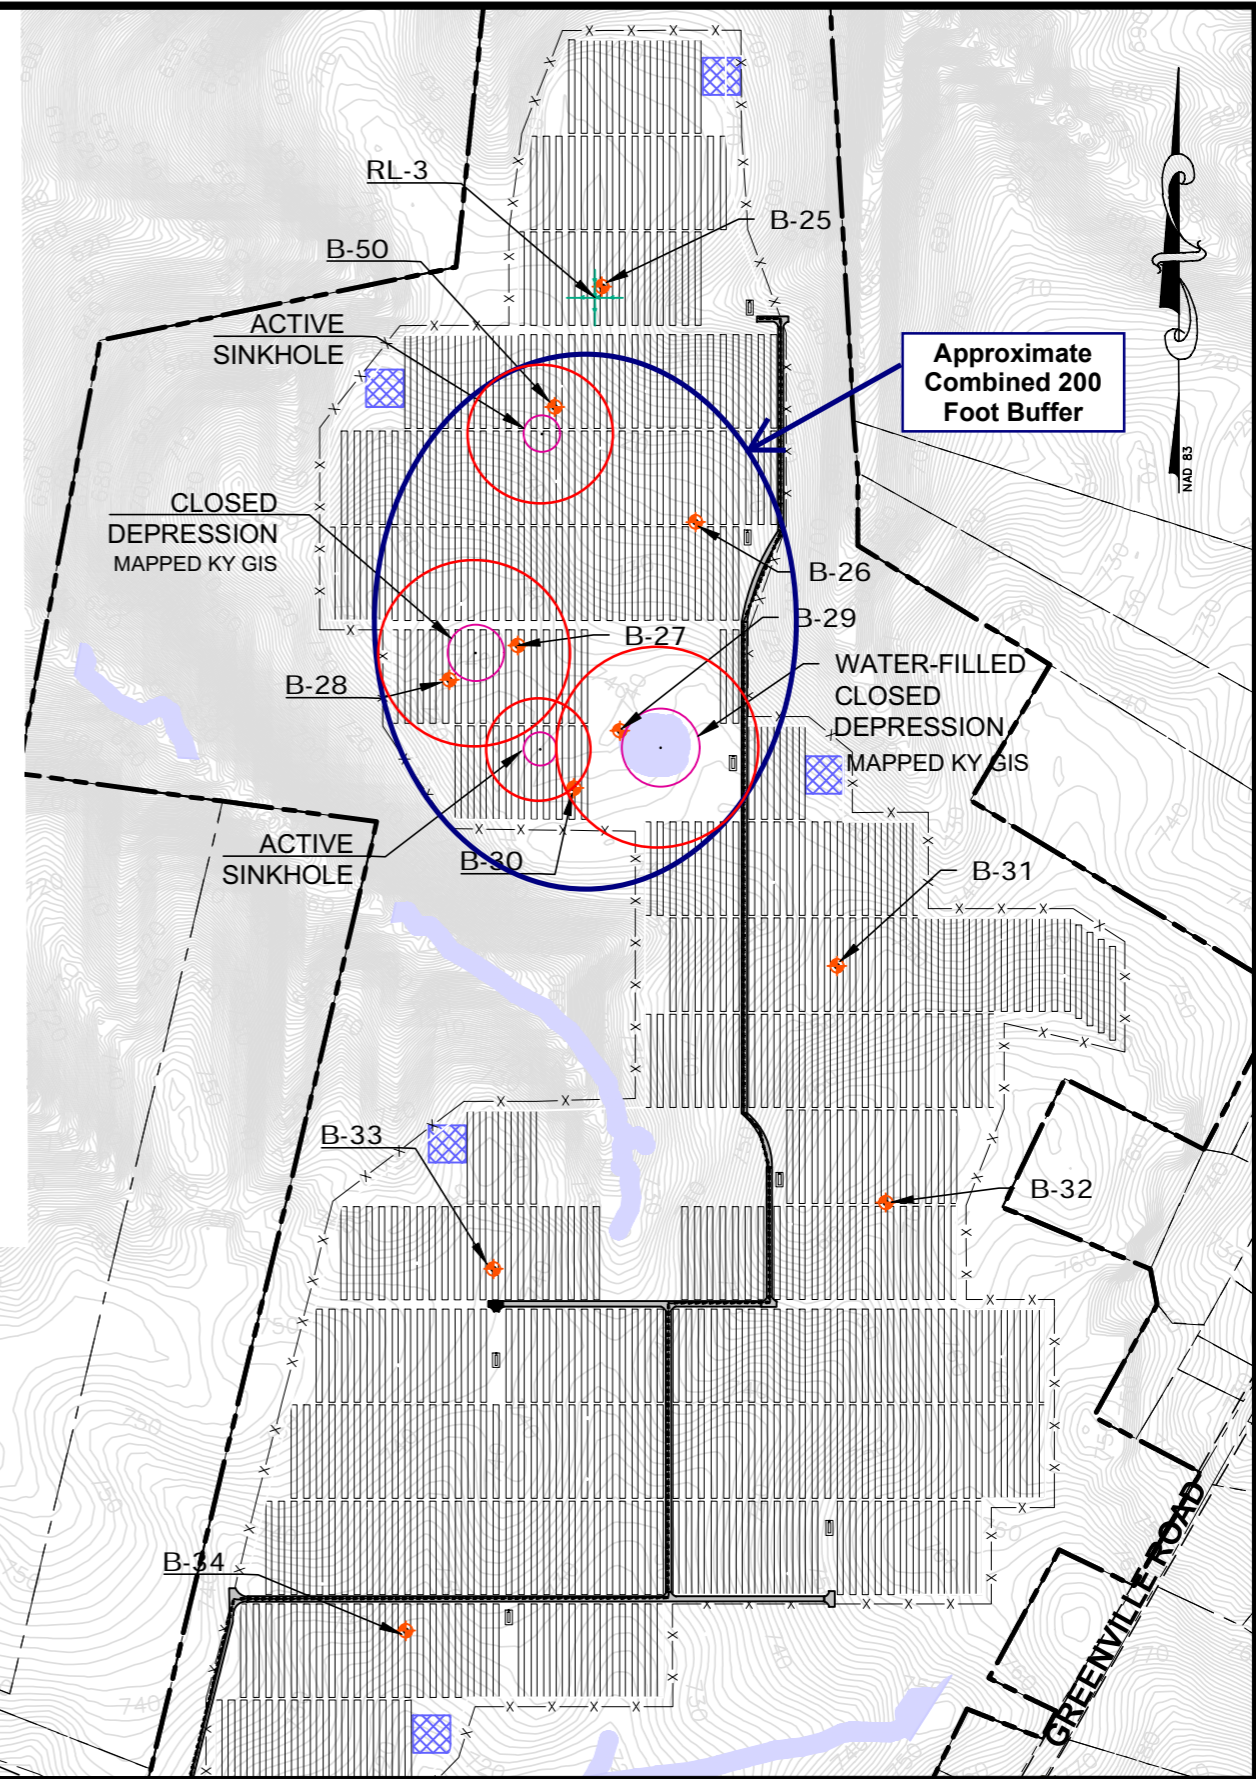 RL-3
B-25
B-50
ACTIVE
SINKHOLE
Approximate
Combined 200
Foot Buffer
NAD 83
CLOSED
DEPRESSION
MAPPED KY GIS
B-26
B-29
B-27
WATER-FILLED
CLOSED
DEPRESSION
MAPPED KY GIS
B-28
ACTIVE
SINKHOLE
B-30
B-31
B-33
B-32
B-34
GREENVILLE ROAD